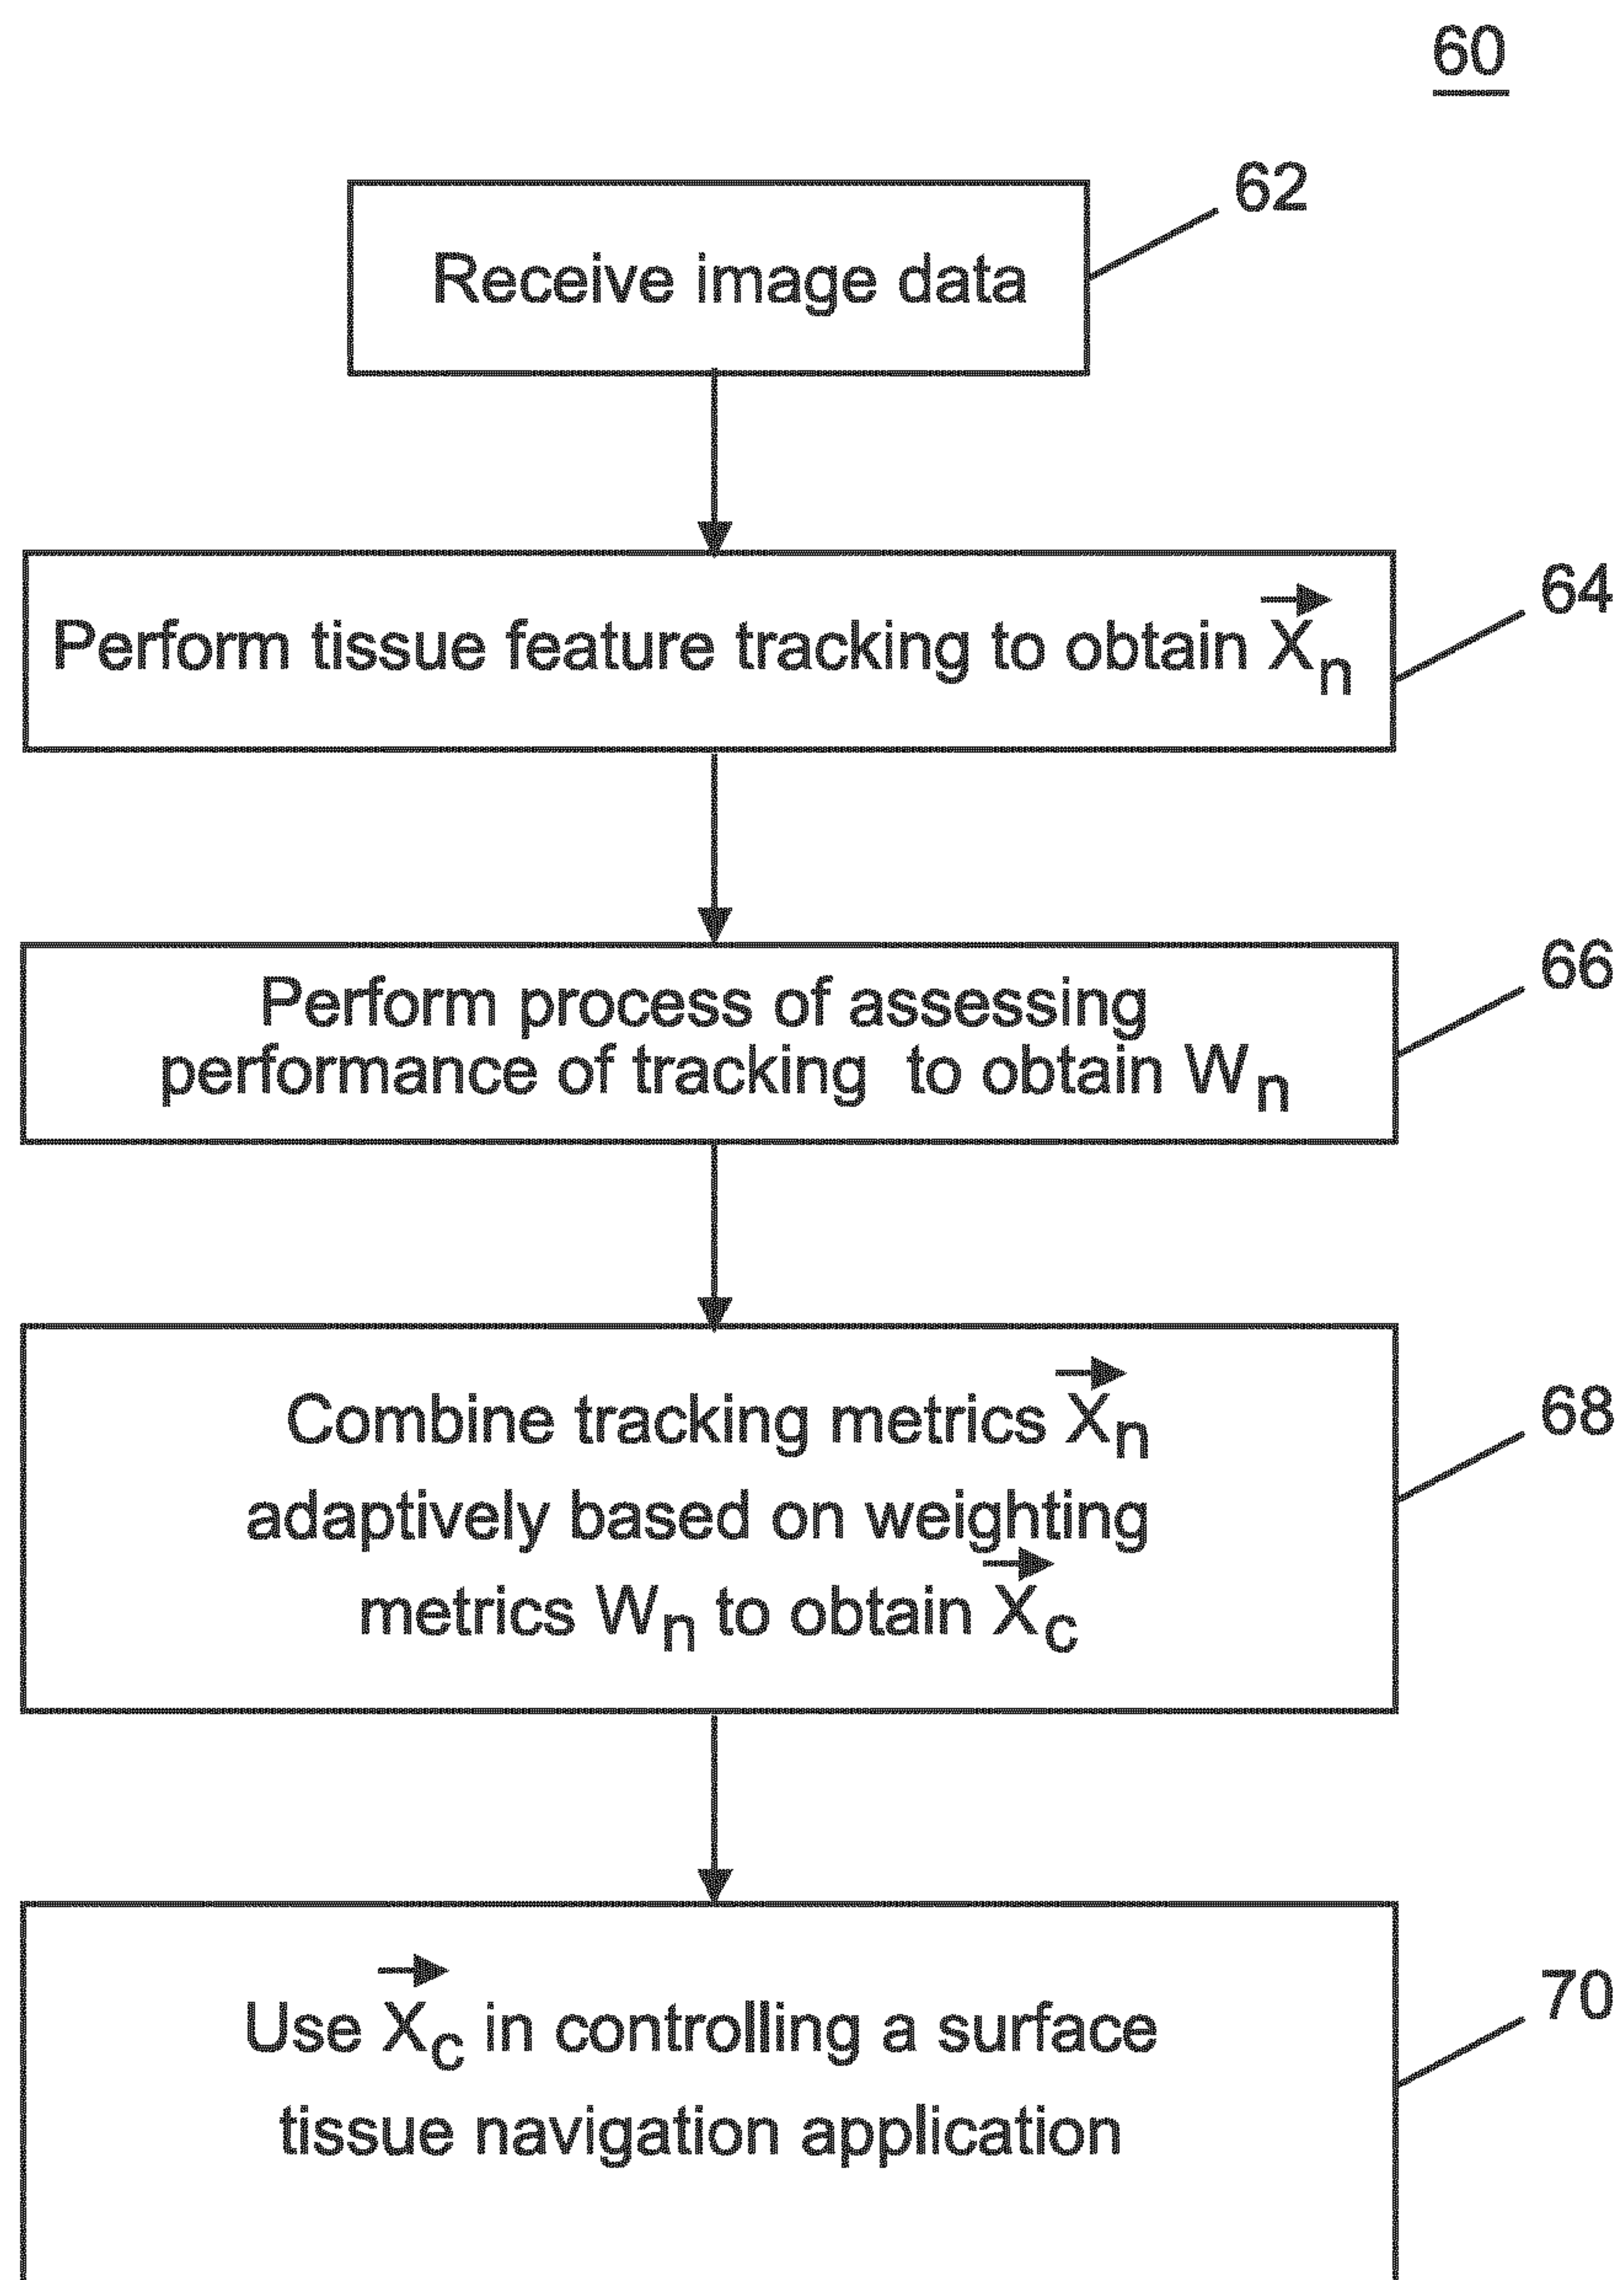 60
62
Receive image data
64
Perform tissue feature tracking to obtain X⃗n
66
Perform process of assessing
performance of tracking to obtain Wn
68
Combine tracking metrics X⃗n
adaptively based on weighting
metrics Wn to obtain X⃗c
70
Use X⃗c in controlling a surface
tissue navigation application